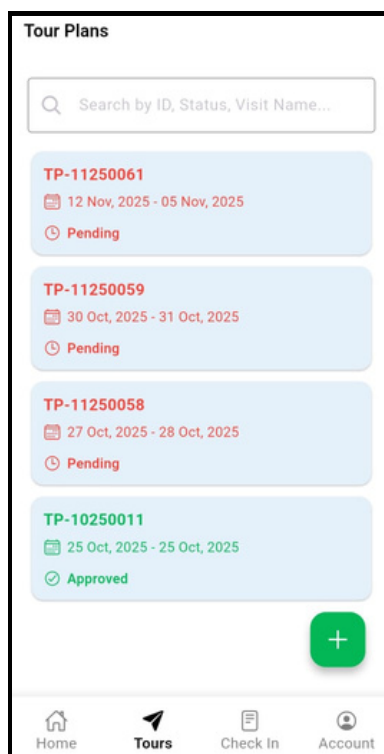 Tour Plans
Search by ID, Status, Visit Name...
TP-11250061
12 Nov, 2025 - 05 Nov, 2025
Pending
TP-11250059
30 Oct, 2025 - 31 Oct, 2025
Pending
TP-11250058
27 Oct, 2025 - 28 Oct, 2025
Pending
TP-10250011
25 Oct, 2025 - 25 Oct, 2025
Approved
Home Tours Check In Account